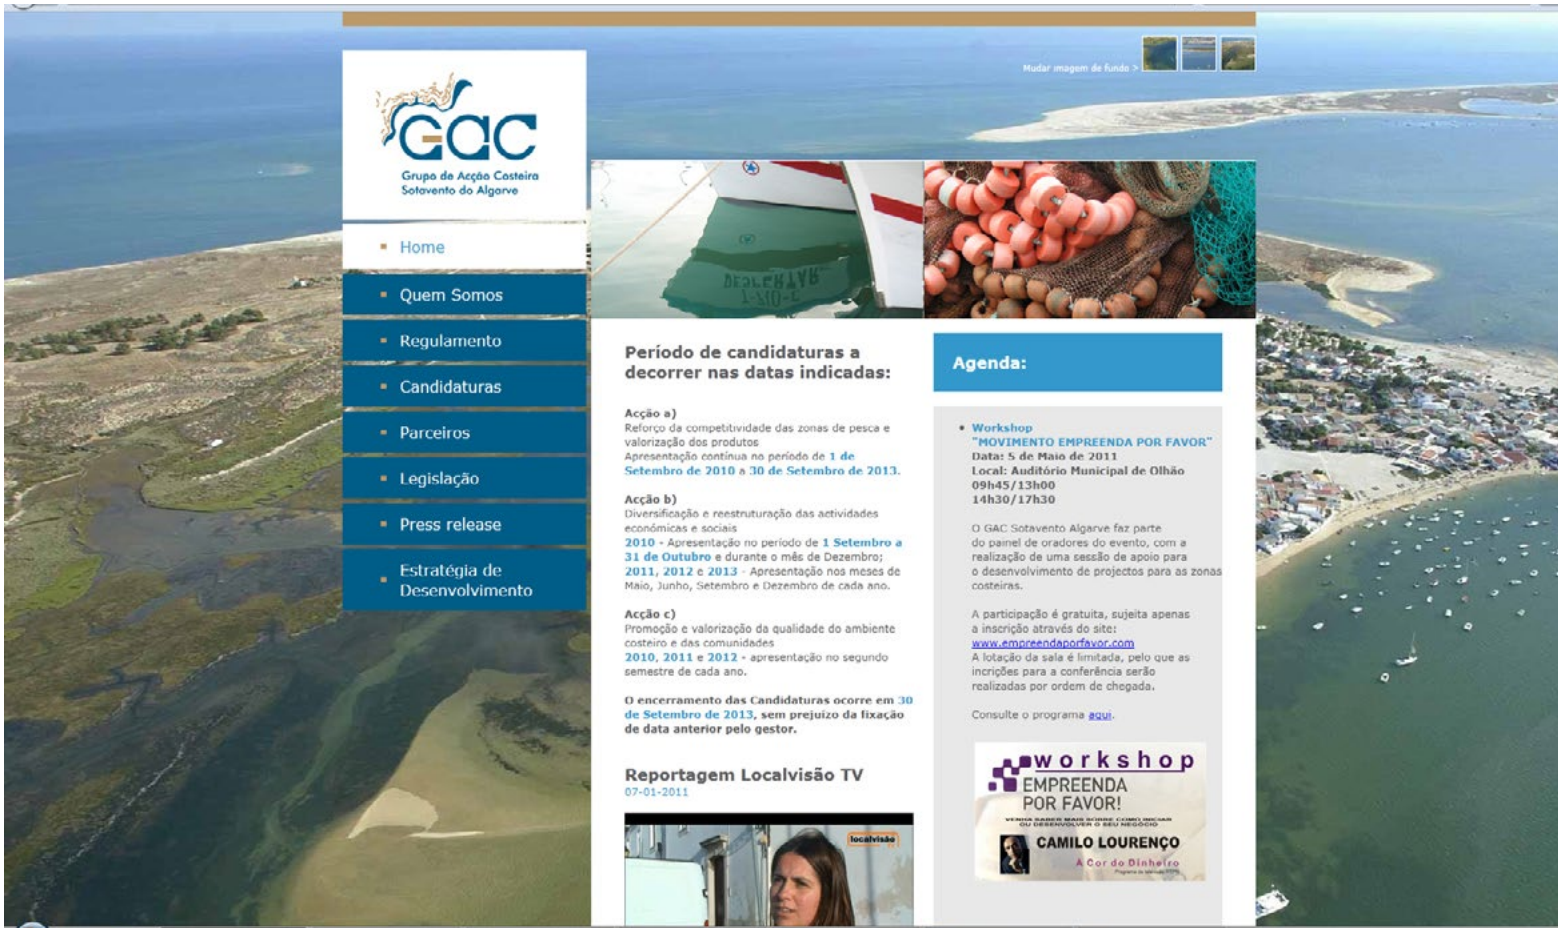 Mudar imagem de fundo >
GAC
Grupo de Acção Costeira
Sotavento do Algarve
Home
Quem Somos
Regulamento
Candidaturas
Parceiros
Legislação
Press release
Estratégia de
Desenvolvimento
DESPERTAR
Período de candidaturas a
decorrer nas datas indicadas:
Acção a)
Reforço da competitividade das zonas de pesca e
valorização dos produtos
Apresentação contínua no período de 1 de
Setembro de 2010 a 30 de Setembro de 2013.
Acção b)
Diversificação e reestruturação das actividades
económicas e sociais
2010 - Apresentação no período de 1 Setembro a
31 de Outubro e durante o mês de Dezembro;
2011, 2012 e 2013 - Apresentação nos meses de
Maio, Junho, Setembro e Dezembro de cada ano.
Acção c)
Promoção e valorização da qualidade do ambiente
costeiro e das comunidades
2010, 2011 e 2012 - apresentação no segundo
semestre de cada ano.
O encerramento das Candidaturas ocorre em 30
de Setembro de 2013, sem prejuízo da fixação
de data anterior pelo gestor.
Reportagem Localvisão TV
07-01-2011
localvisão
Agenda:
Workshop
"MOVIMENTO EMPREENDA POR FAVOR"
Data: 5 de Maio de 2011
Local: Auditório Municipal de Olhão
09h45/13h00
14h30/17h30
O GAC Sotavento Algarve faz parte
do painel de oradores do evento, com a
realização de uma sessão de apoio para
o desenvolvimento de projectos para as zonas
costeiras.
A participação é gratuita, sujeita apenas
a inscrição através do site:
www.empreendaporfavor.com
A lotação da sala é limitada, pelo que as
incrições para a conferência serão
realizadas por ordem de chegada.
Consulte o programa aqui.
workshop
EMPREENDA
POR FAVOR!
VENHA SABER MAIS SOBRE COMO INICIAR
OU DESENVOLVER O SEU NEGÓCIO
CAMILO LOURENÇO
A Cor do Dinheiro